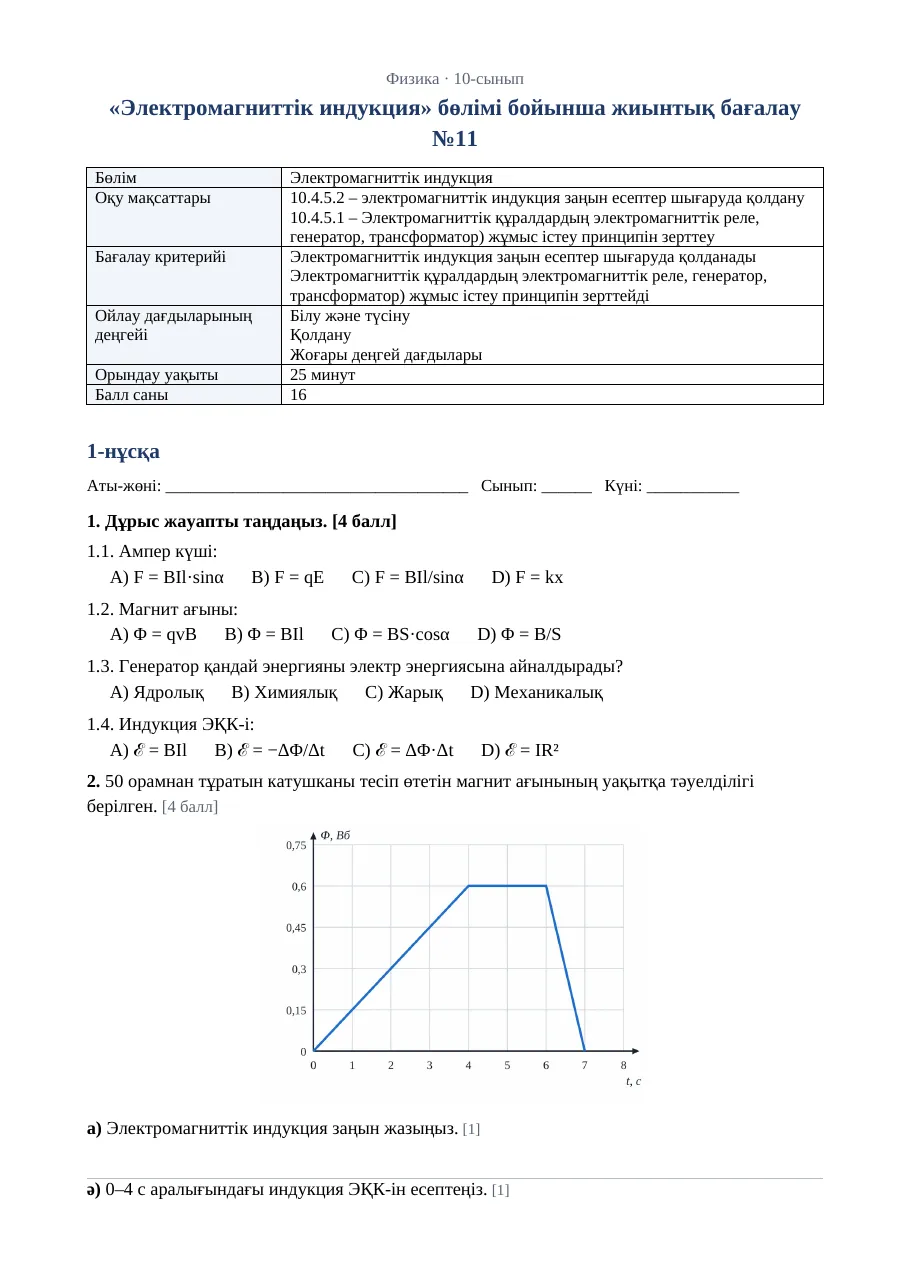 Физика · 10-сынып
«Электромагниттік индукция» бөлімі бойынша жиынтық бағалау
№11
Бөлім Электромагниттік индукция
Оқу мақсаттары 10.4.5.2 – электромагниттік индукция заңын есептер шығаруда қолдану
10.4.5.1 – Электромагниттік құралдардың электромагниттік реле,
генератор, трансформатор) жұмыс істеу принципін зерттеу
Бағалау критерийі Электромагниттік индукция заңын есептер шығаруда қолданады
Электромагниттік құралдардың электромагниттік реле, генератор,
трансформатор) жұмыс істеу принципін зерттейді
Ойлау дағдыларының Білу және түсіну
деңгейі Қолдану
Жоғары деңгей дағдылары
Орындау уақыты 25 минут
Балл саны 16
1-нұсқа
Аты-жөні: ____________________________________ Сынып: ______ Күні: ___________
1. Дұрыс жауапты таңдаңыз. [4 балл]
1.1. Ампер күші:
A) F = BIl·sinα B) F = qE C) F = BIl/sinα D) F = kx
1.2. Магнит ағыны:
A) Φ = qvB B) Φ = BIl C) Φ = BS·cosα D) Φ = B/S
1.3. Генератор қандай энергияны электр энергиясына айналдырады?
A) Ядролық B) Химиялық C) Жарық D) Механикалық
1.4. Индукция ЭҚК-і:
A) ℰ = BIl B) ℰ = −ΔΦ/Δt C) ℰ = ΔΦ·Δt D) ℰ = IR²
2. 50 орамнан тұратын катушканы тесіп өтетін магнит ағынының уақытқа тәуелділігі
берілген. [4 балл]
Φ, Вб
0,75
0,6
0,45
0,3
0,15
0
0 1 2 3 4 5 6 7 8
t, с
а) Электромагниттік индукция заңын жазыңыз. [1]
ә) 0–4 с аралығындағы индукция ЭҚК-ін есептеңіз. [1]